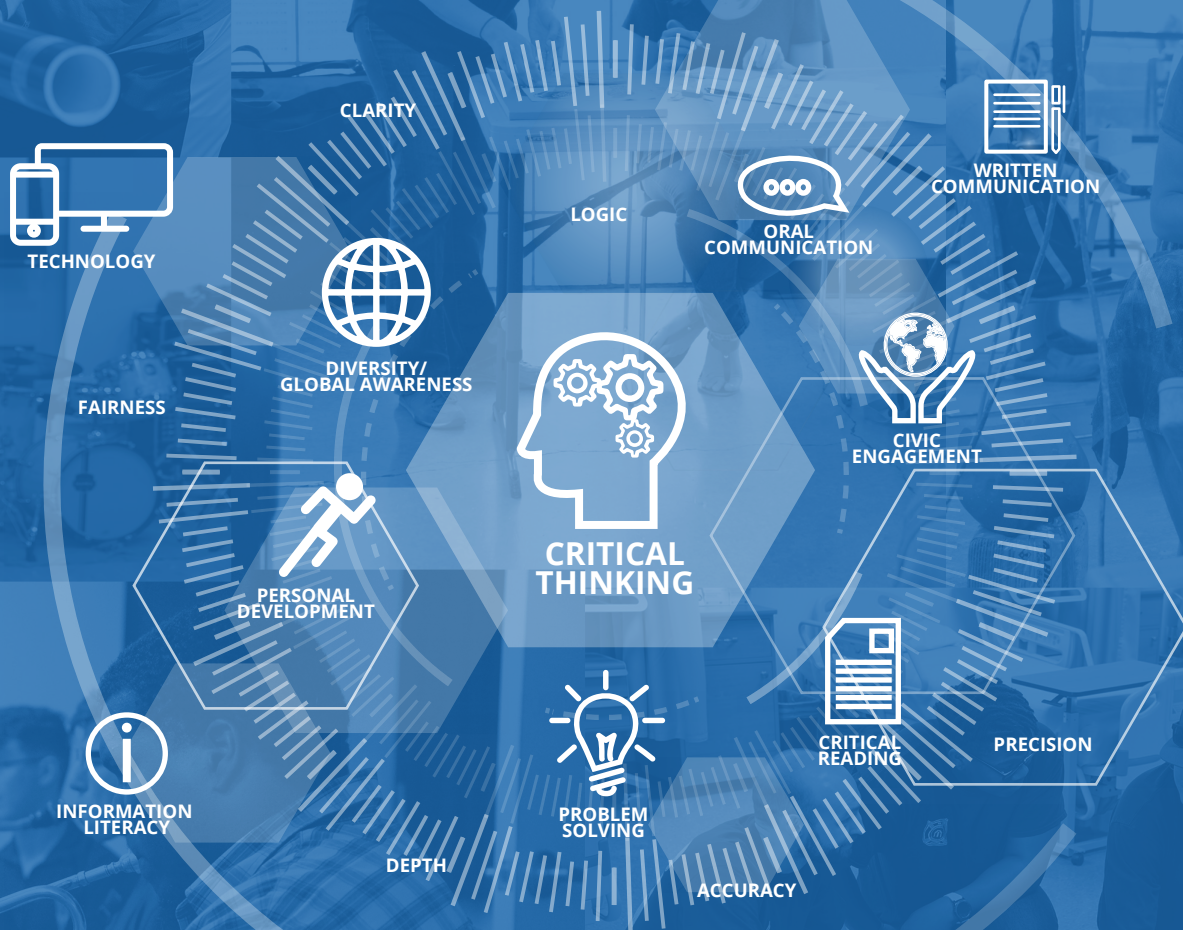 CLARITY
WRITTEN
COMMUNICATION
LOGIC
ORAL
COMMUNICATION
TECHNOLOGY
DIVERSITY/
GLOBAL AWARENESS
FAIRNESS
CIVIC
ENGAGEMENT
CRITICAL
THINKING
PERSONAL
DEVELOPMENT
CRITICAL
READING
PRECISION
INFORMATION
LITERACY
PROBLEM
SOLVING
DEPTH
ACCURACY